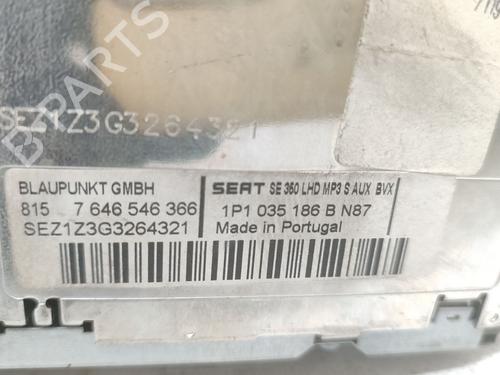 B-PARTS
SEZ1Z3G3264321
BLAUPUNKT GMBH
815 7 646 546 366
SEZ1Z3G3264321
SEAT SE 360 LHD MP3 S AUX BVX
1P1 035 186 B N87
Made in Portugal